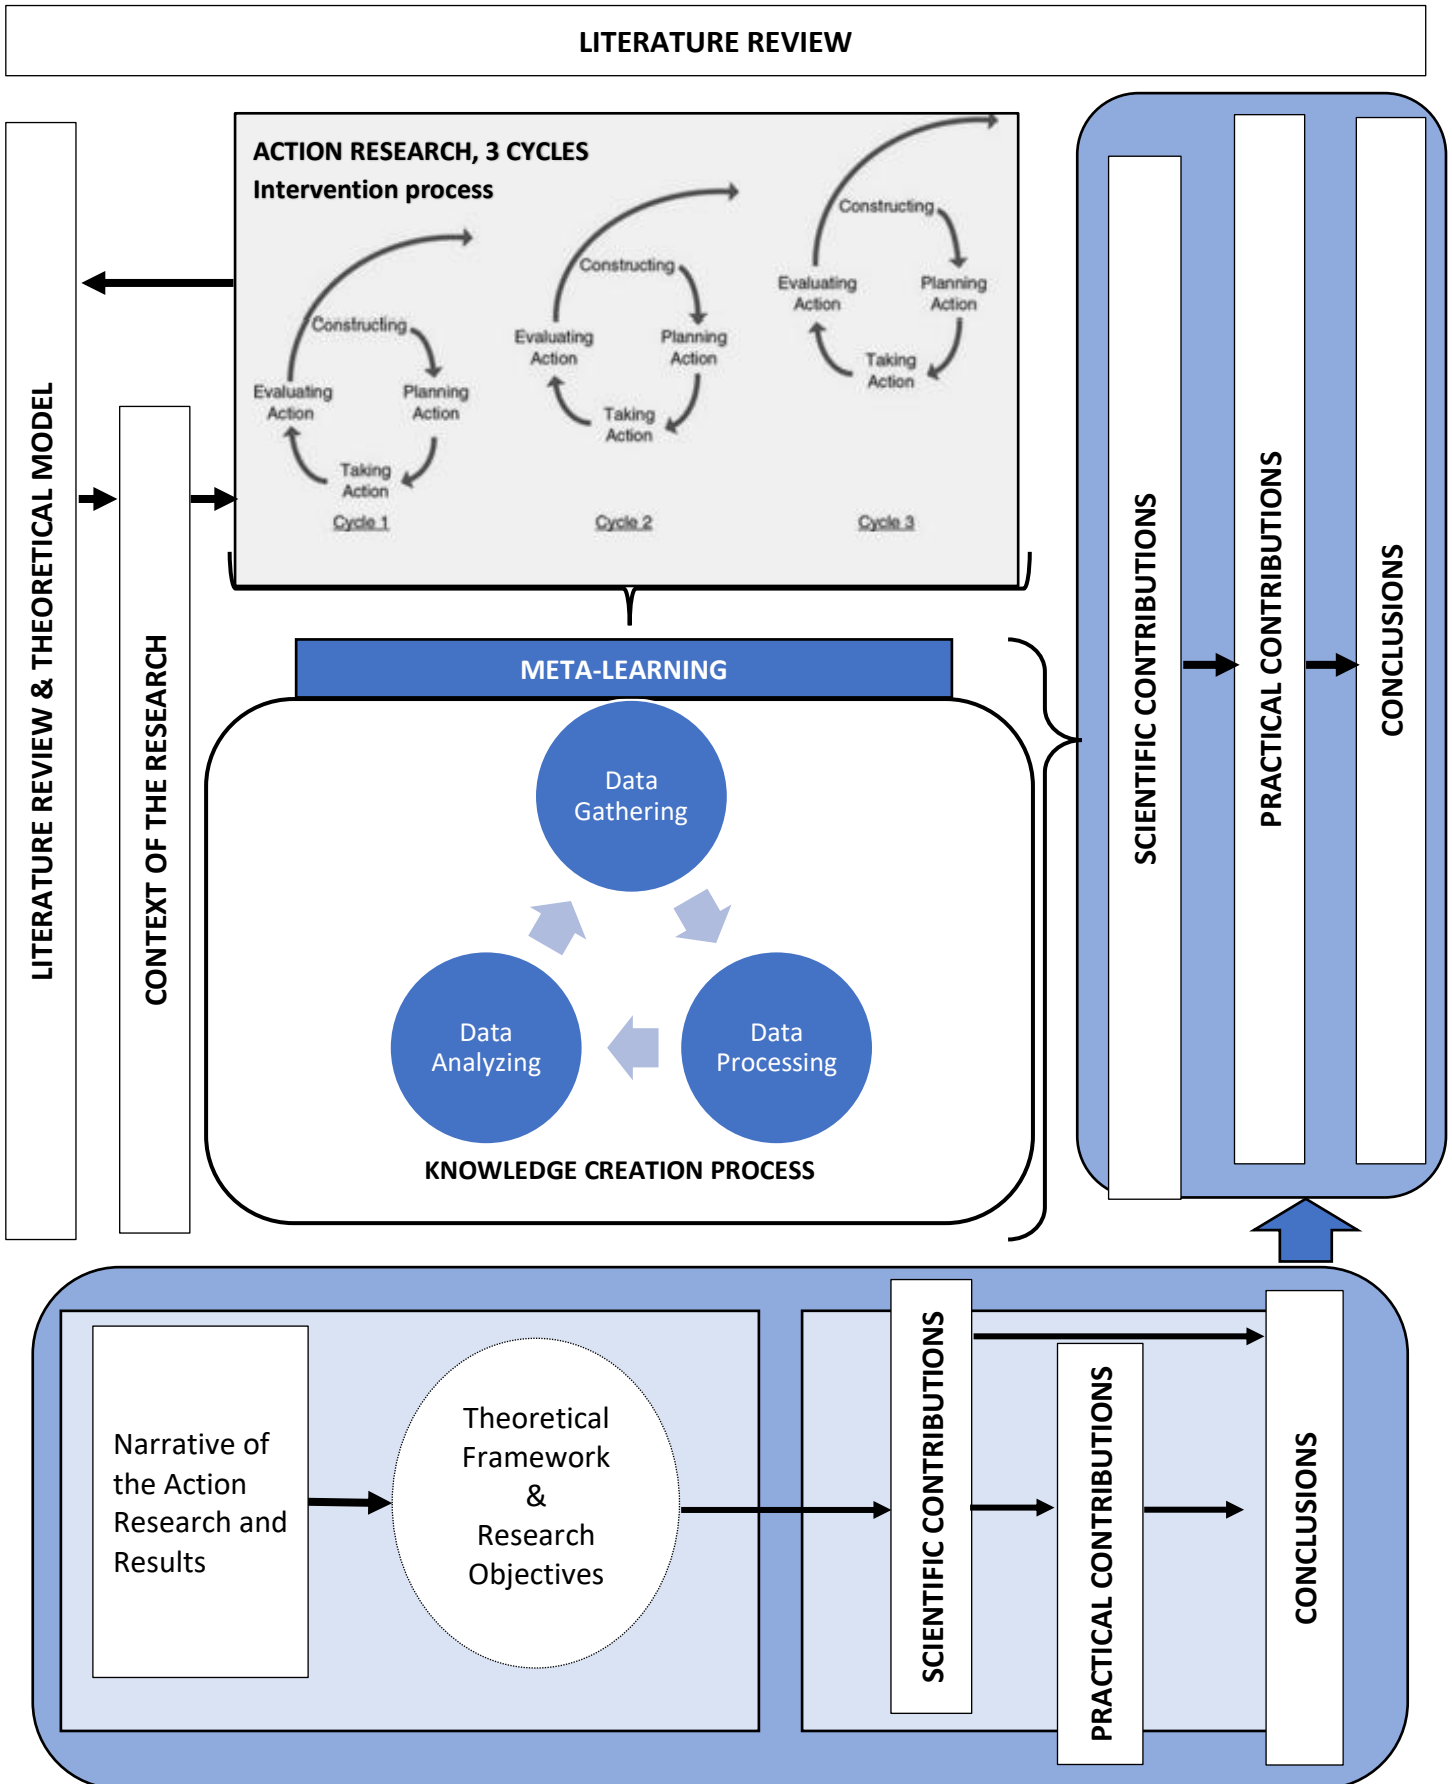 LITERATURE REVIEW
LITERATURE REVIEW & THEORETICAL MODEL
CONTEXT OF THE RESEARCH
ACTION RESEARCH, 3 CYCLES
Intervention process
Constructing
Evaluating
Action
Planning
Action
Taking
Action
Cycle 1
Constructing
Evaluating
Action
Planning
Action
Taking
Action
Cycle 2
Constructing
Evaluating
Action
Planning
Action
Taking
Action
Cycle 3
META-LEARNING
Data
Gathering
Data
Processing
Data
Analyzing
KNOWLEDGE CREATION PROCESS
SCIENTIFIC CONTRIBUTIONS
PRACTICAL CONTRIBUTIONS
CONCLUSIONS
Narrative of
the Action
Research and
Results
Theoretical
Framework
&
Research
Objectives
SCIENTIFIC CONTRIBUTIONS
PRACTICAL CONTRIBUTIONS
CONCLUSIONS